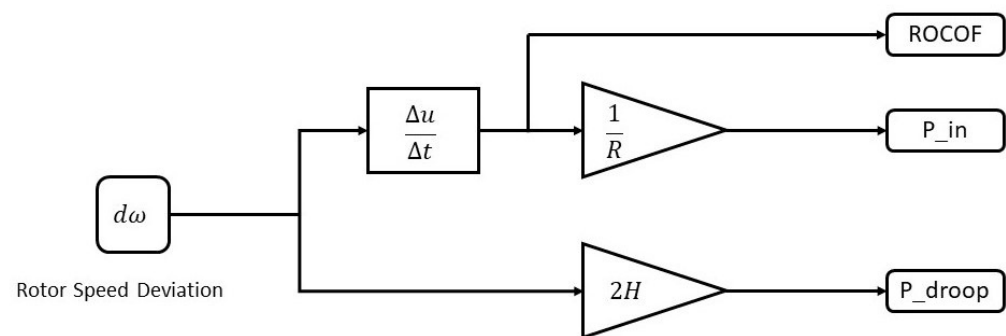 ROCOF
Δu
Δt
1
R
P_in
dω
Rotor Speed Deviation
2H
P_droop